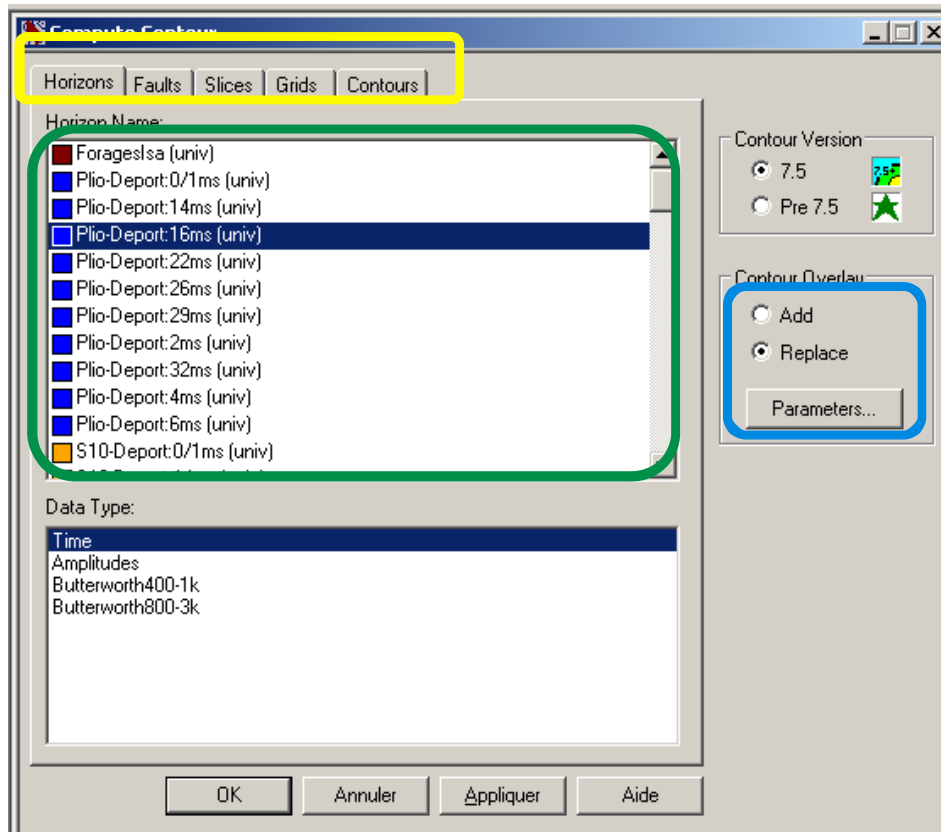 Compute Contour
Horizons Faults Slices Grids Contours
Horizon Name:
ForagesIsa (univ)
Plio-Deport:0/1ms (univ)
Plio-Deport:14ms (univ)
Plio-Deport:16ms (univ)
Plio-Deport:22ms (univ)
Plio-Deport:26ms (univ)
Plio-Deport:29ms (univ)
Plio-Deport:2ms (univ)
Plio-Deport:32ms (univ)
Plio-Deport:4ms (univ)
Plio-Deport:6ms (univ)
S10-Deport:0/1ms (univ)
Data Type:
Time
Amplitudes
Butterworth400-1k
Butterworth800-3k
Contour Version
7.5
7.5
Pre 7.5
Contour Overlay
Add
Replace
Parameters...
OK Annuler Appliquer Aide